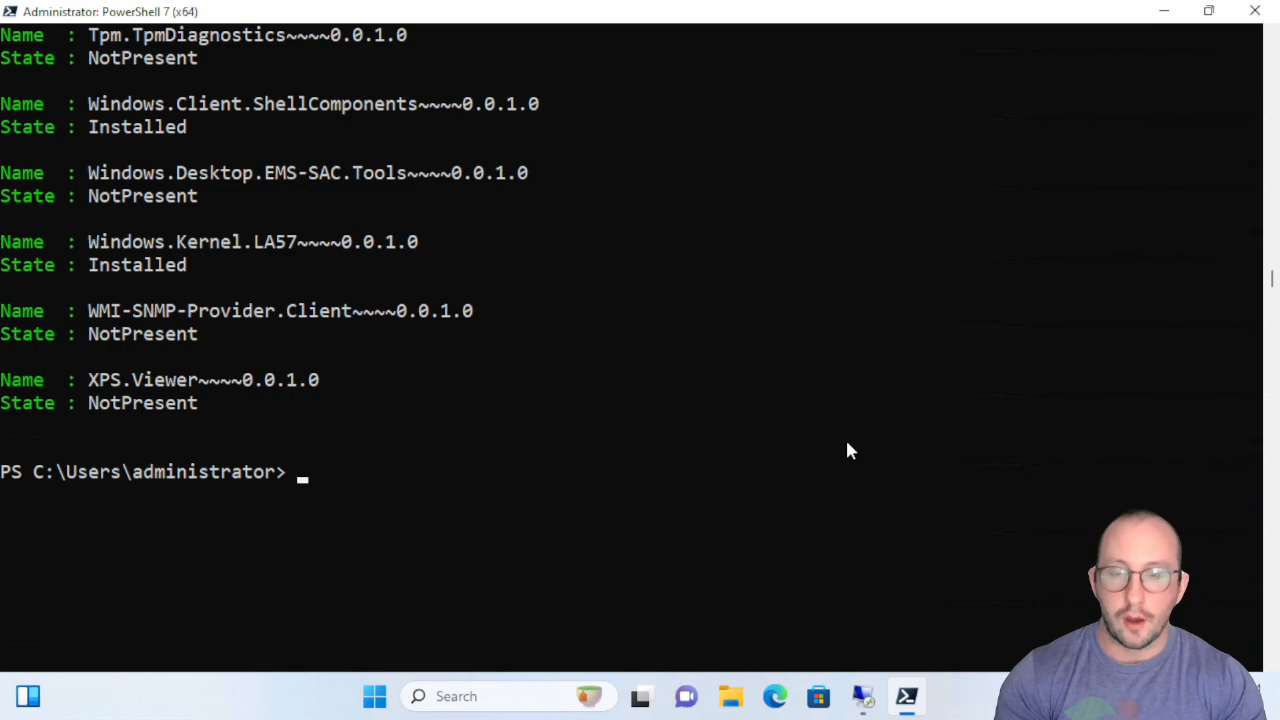 Administrator: PowerShell 7 (x64)
Name  : Tpm.TpmDiagnostics~~~~0.0.1.0
State : NotPresent
Name  : Windows.Client.ShellComponents~~~~0.0.1.0
State : Installed
Name  : Windows.Desktop.EMS-SAC.Tools~~~~0.0.1.0
State : NotPresent
Name  : Windows.Kernel.LA57~~~~0.0.1.0
State : Installed
Name  : WMI-SNMP-Provider.Client~~~~0.0.1.0
State : NotPresent
Name  : XPS.Viewer~~~~0.0.1.0
State : NotPresent
PS C:\Users\administrator>
Search